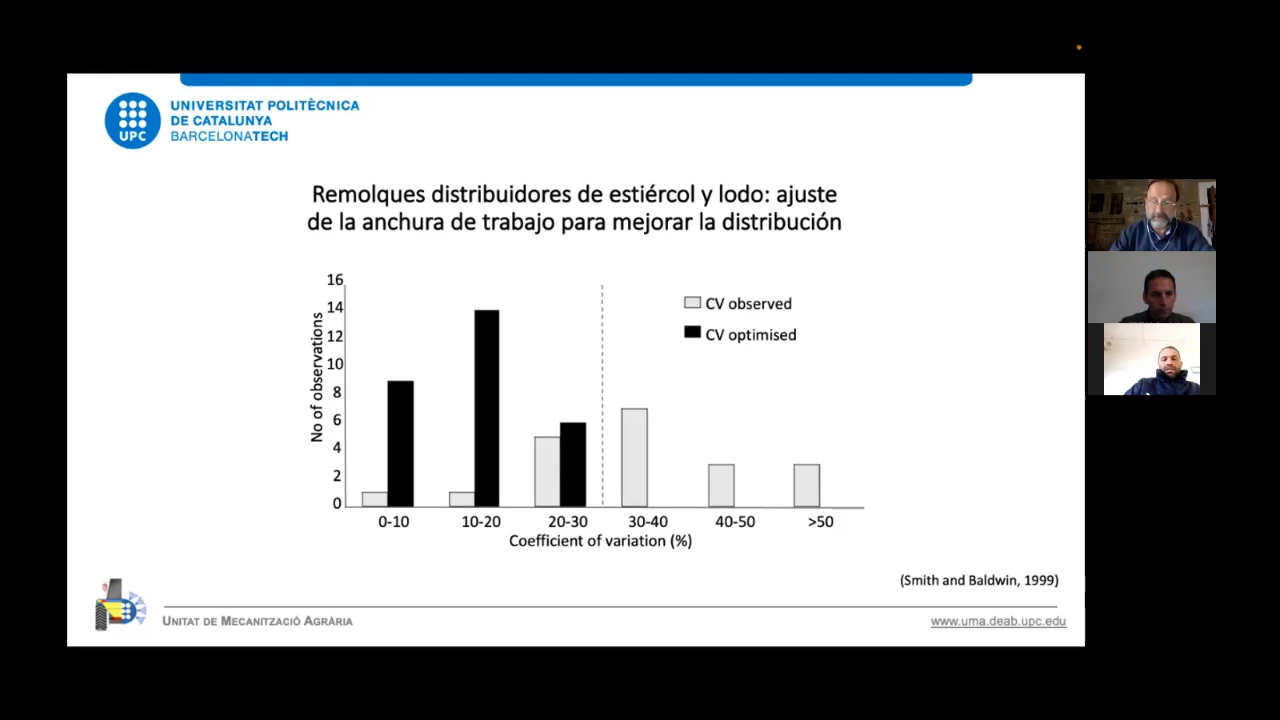 UPC
UNIVERSITAT POLITÈCNICA
DE CATALUNYA
BARCELONATECH
Remolques distribuidores de estiércol y lodo: ajuste
de la anchura de trabajo para mejorar la distribución
No of observations
16
14
12
10
8
6
4
2
0
CV observed
CV optimised
0-10
10-20
20-30
30-40
40-50
>50
Coefficient of variation (%)
(Smith and Baldwin, 1999)
UNITAT DE MECANITZACIÓ AGRÀRIA
www.uma.deab.upc.edu